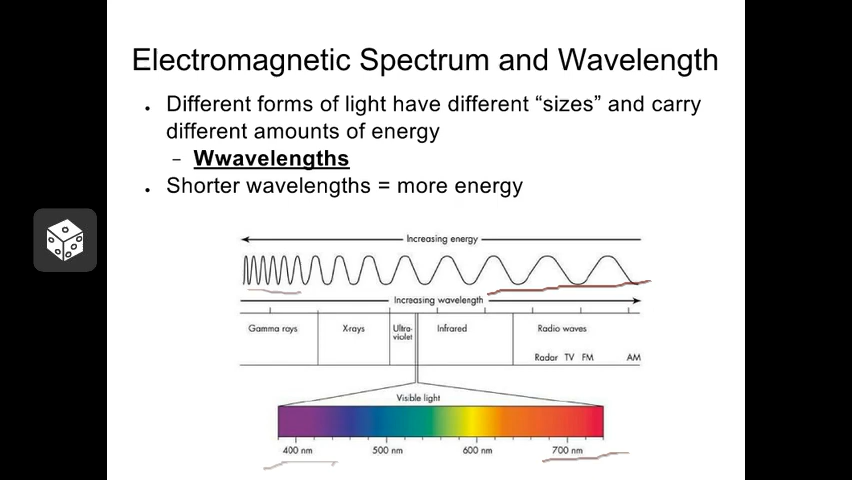 Electromagnetic Spectrum and Wavelength
• Different forms of light have different “sizes” and carry
different amounts of energy
– Wwavelengths
• Shorter wavelengths = more energy
Increasing energy
Increasing wavelength
Gamma rays X-rays Ultra- Infrared Radio waves
violet
Radar TV FM AM
Visible light
400 nm 500 nm 600 nm 700 nm